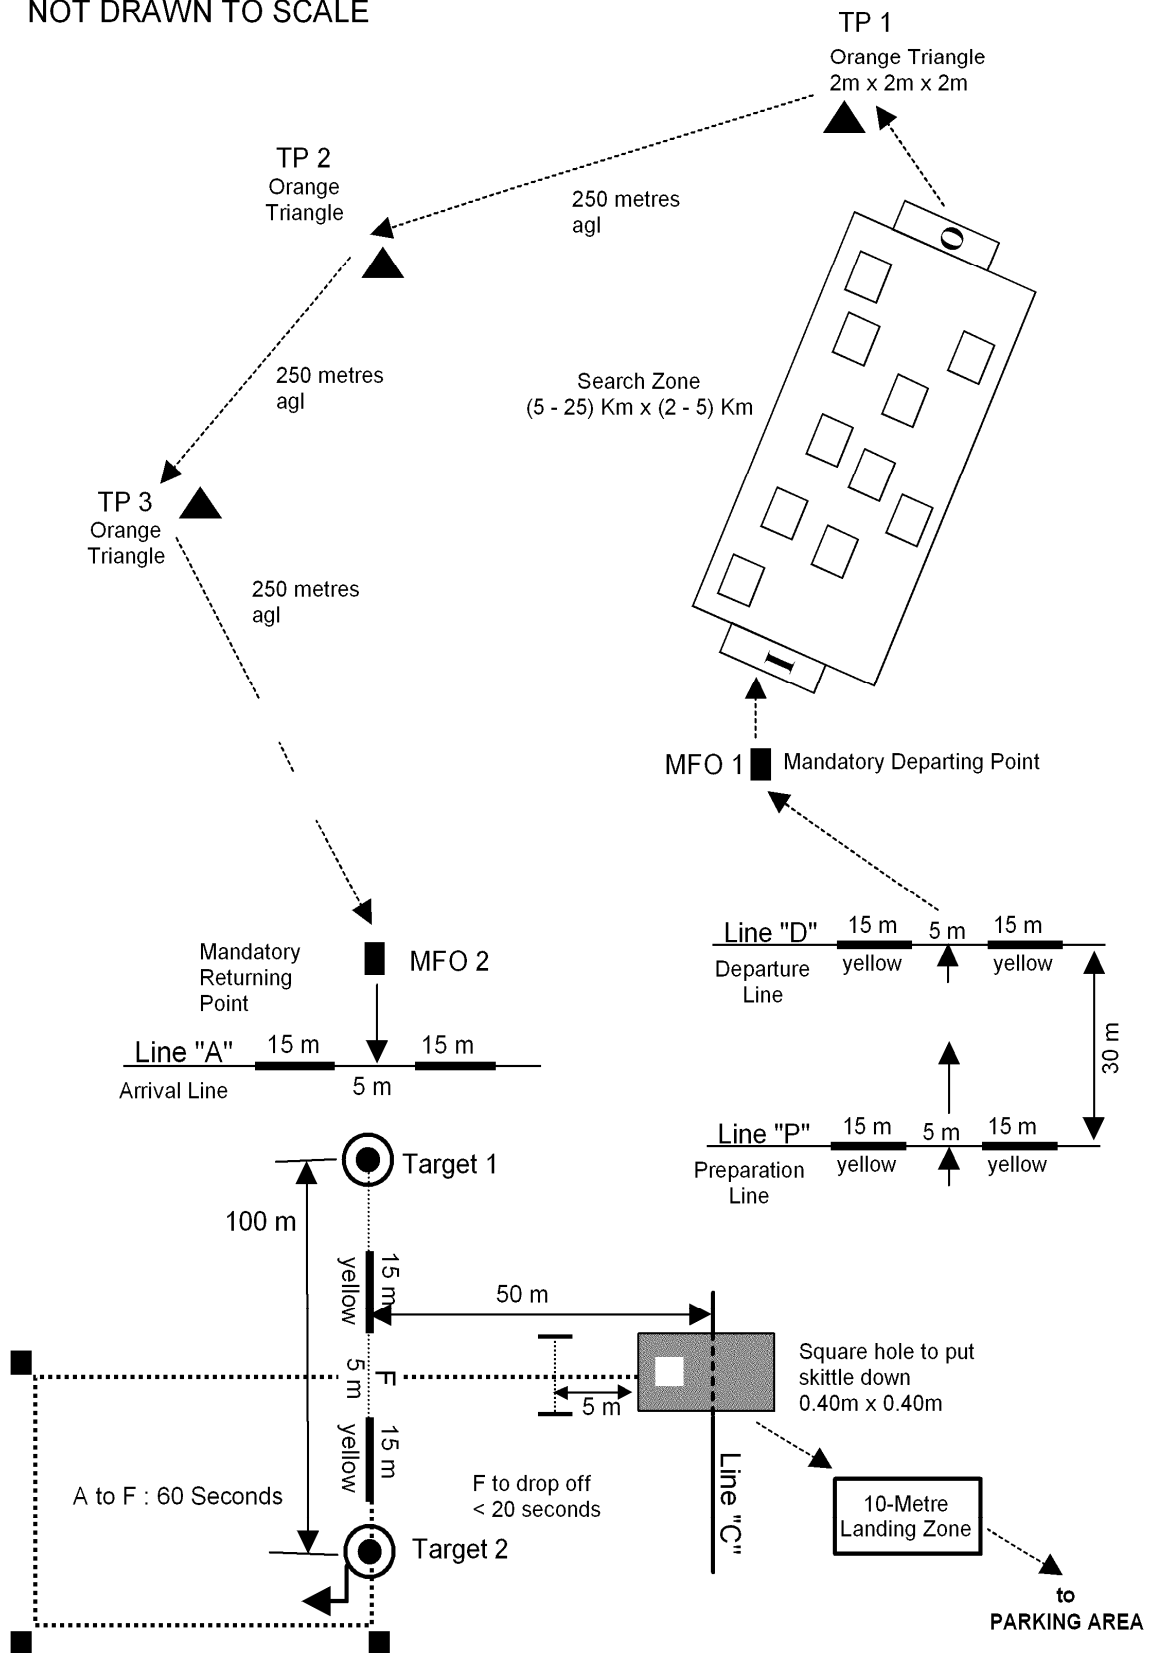 NOT DRAWN TO SCALE
TP 1
Orange Triangle
2m x 2m x 2m
TP 2
Orange
Triangle
250 metres
agl
O
250 metres
agl
Search Zone
(5 - 25) Km x (2 - 5) Km
TP 3
Orange
Triangle
250 metres
agl
I
MFO 1
Mandatory Departing Point
Mandatory
Returning
Point
MFO 2
Line "D"
15 m
5 m
15 m
Departure
Line
yellow
yellow
30 m
Line "A"
15 m
15 m
Arrival Line
5 m
Line "P"
15 m
5 m
15 m
Preparation
Line
yellow
yellow
Target 1
100 m
15 m
yellow
50 m
5 m
F
5 m
Square hole to put
skittle down
0.40m x 0.40m
15 m
yellow
A to F : 60 Seconds
F to drop off
< 20 seconds
Line "C"
10-Metre
Landing Zone
Target 2
to
PARKING AREA